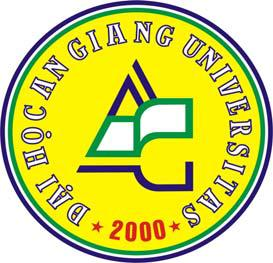 ĐẠI HỌC AN GIANG UNIVERSITAS
★ 2000 ★